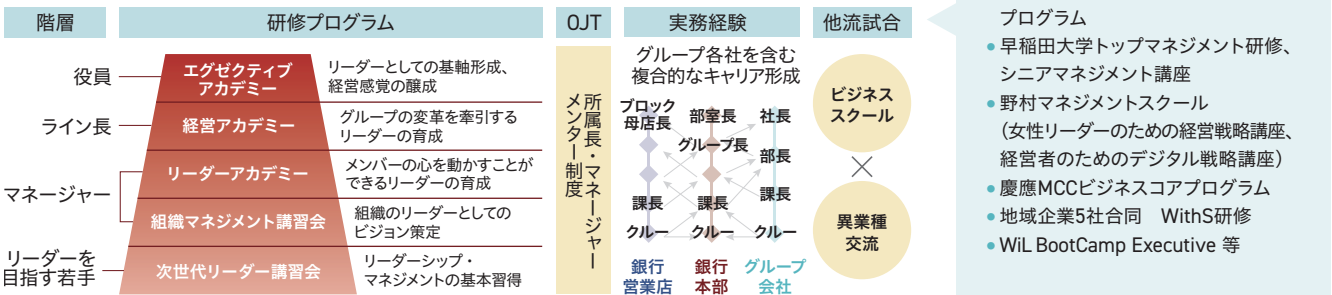 階層
研修プログラム
OJT
実務経験
他流試合
役員
エグゼクティブ
アカデミー
リーダーとしての基軸形成、
経営感覚の醸成
ライン長
経営アカデミー
グループの変革を牽引する
リーダーの育成
マネージャー
リーダーアカデミー
メンバーの心を動かすことが
できるリーダーの育成
組織マネジメント講習会
組織のリーダーとしての
ビジョン策定
リーダーを
目指す若手
次世代リーダー講習会
リーダーシップ・
マネジメントの基本習得
所属長・マネージャー
メンター制度
グループ各社を含む
複合的なキャリア形成
ブロック
母店長
課長
クルー
銀行
営業店
部室長
グループ長
課長
クルー
銀行
本部
社長
部長
課長
クルー
グループ
会社
ビジネス
スクール
×
異業種
交流
プログラム
●早稲田大学トップマネジメント研修、
シニアマネジメント講座
●野村マネジメントスクール
（女性リーダーのための経営戦略講座、
経営者のためのデジタル戦略講座）
●慶應MCCビジネスコアプログラム
●地域企業5社合同　WithS研修
●WiL BootCamp Executive 等